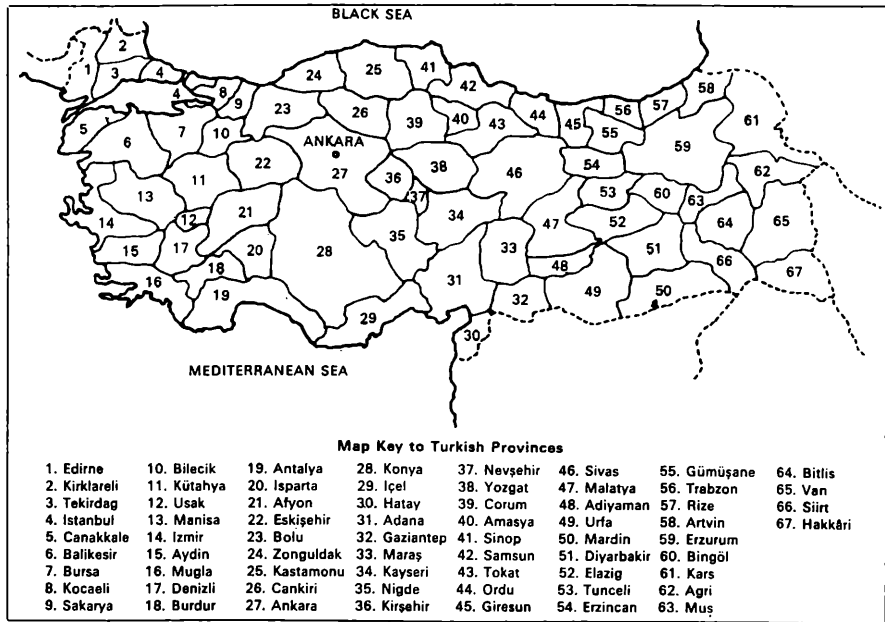 BLACK SEA
2
1
3
4
24
25
41
42
58
4
8
9
23
26
39
40
43
44
45
56
57
55
61
5
6
7
10
ANKARA
59
22
27
36
38
46
54
62
13
11
37
53
60
63
14
12
21
34
47
52
64
65
15
17
20
28
35
33
51
18
48
66
67
16
19
31
49
50
29
32
30
MEDITERRANEAN SEA
Map Key to Turkish Provinces
1. Edirne
2. Kirklareli
3. Tekirdag
4. Istanbul
5. Canakkale
6. Balikesir
7. Bursa
8. Kocaeli
9. Sakarya
10. Bilecik
11. Kütahya
12. Usak
13. Manisa
14. Izmir
15. Aydin
16. Mugla
17. Denizli
18. Burdur
19. Antalya
20. Isparta
21. Afyon
22. Eskişehir
23. Bolu
24. Zonguldak
25. Kastamonu
26. Cankiri
27. Ankara
28. Konya
29. Içel
30. Hatay
31. Adana
32. Gaziantep
33. Maraş
34. Kayseri
35. Nigde
36. Kirşehir
37. Nevşehir
38. Yozgat
39. Corum
40. Amasya
41. Sinop
42. Samsun
43. Tokat
44. Ordu
45. Giresun
46. Sivas
47. Malatya
48. Adiyaman
49. Urfa
50. Mardin
51. Diyarbakir
52. Elazig
53. Tunceli
54. Erzincan
55. Gümüşane
56. Trabzon
57. Rize
58. Artvin
59. Erzurum
60. Bingöl
61. Kars
62. Agri
63. Muş
64. Bitlis
65. Van
66. Siirt
67. Hakkâri